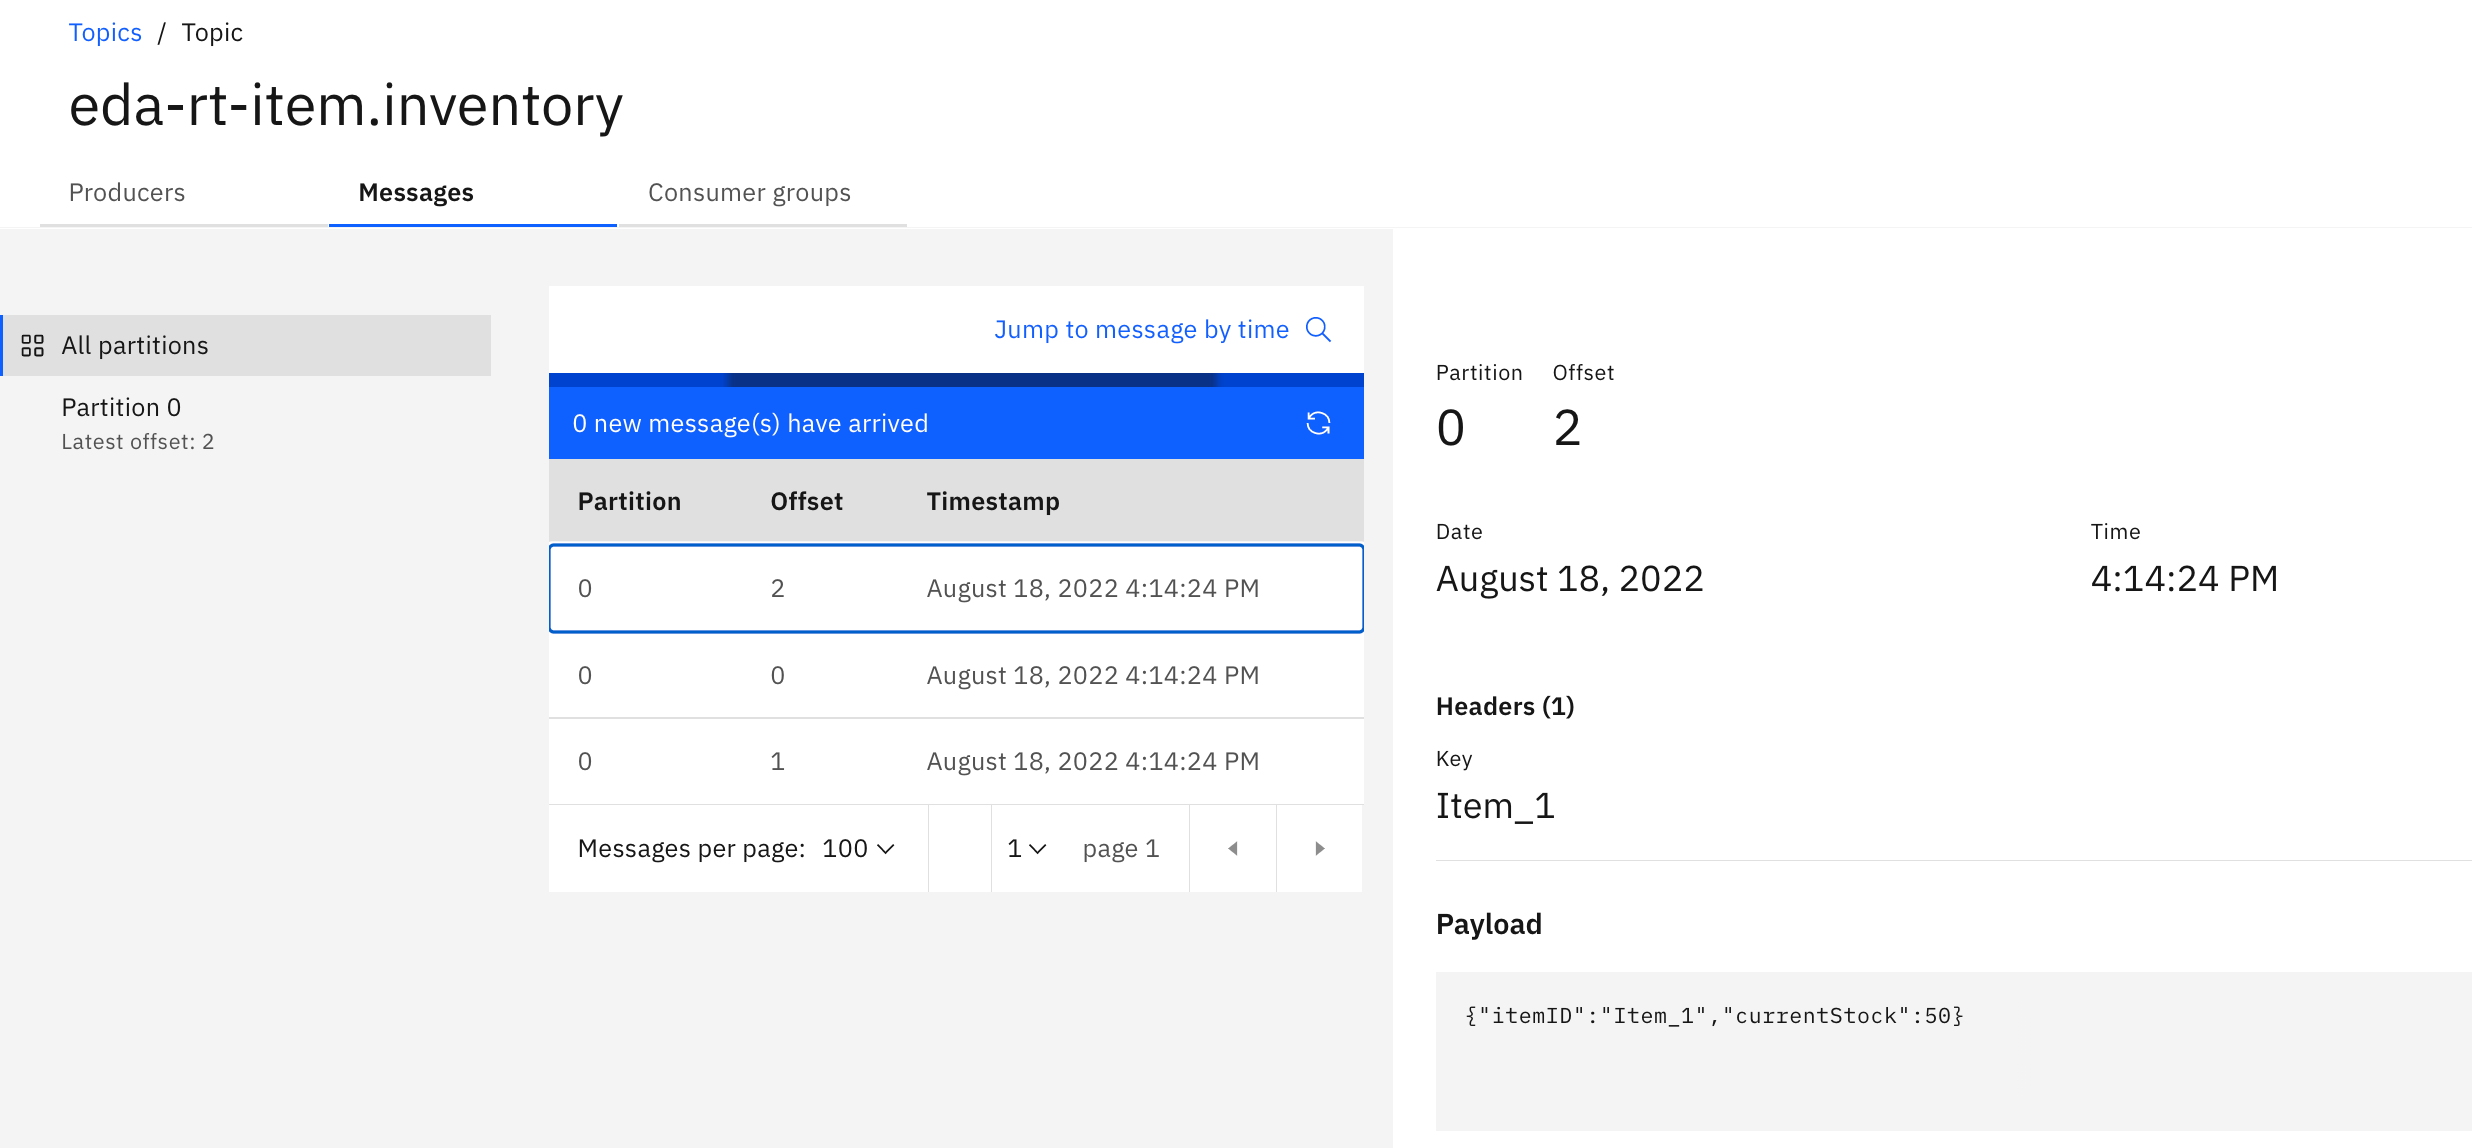 Topics / Topic
eda-rt-item.inventory
Producers Messages Consumer groups
All partitions
Partition 0
Latest offset: 2
Jump to message by time
0 new message(s) have arrived
Partition Offset Timestamp
0 2 August 18, 2022 4:14:24 PM
0 0 August 18, 2022 4:14:24 PM
0 1 August 18, 2022 4:14:24 PM
Messages per page: 100 1 page 1
Partition Offset
0 2
Date Time
August 18, 2022 4:14:24 PM
Headers (1)
Key
Item_1
Payload
{"itemID":"Item_1","currentStock":50}